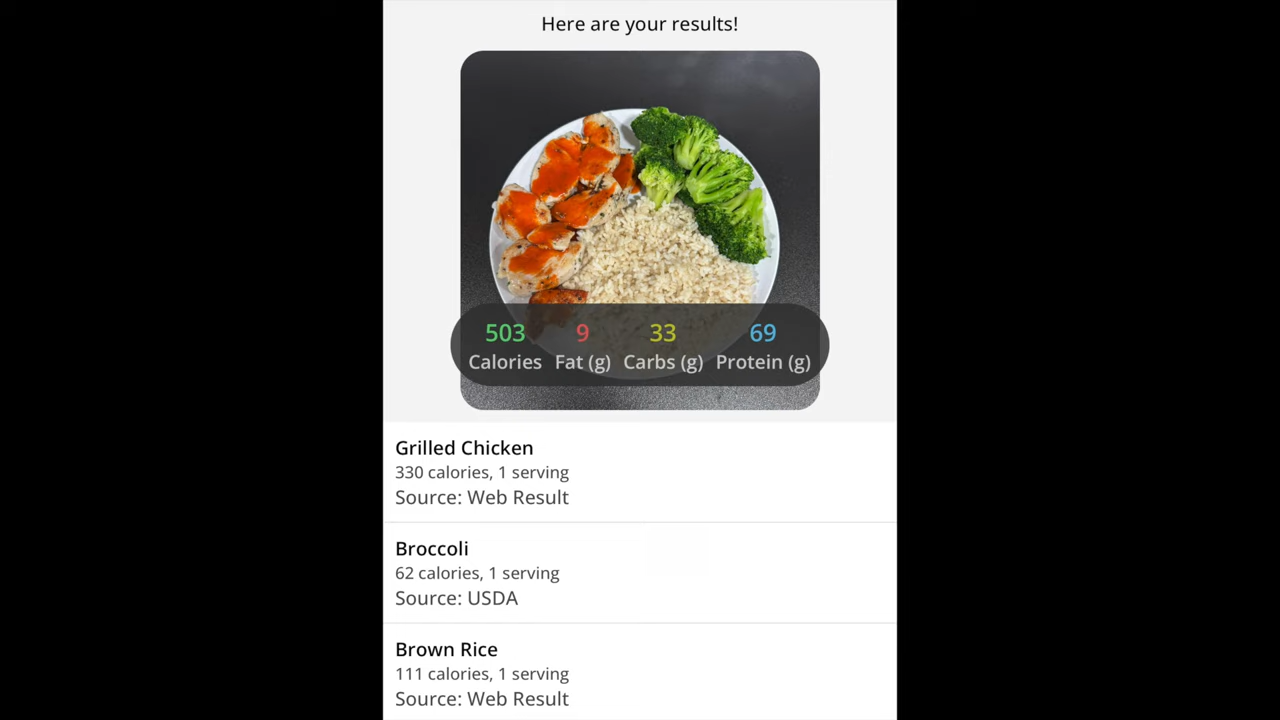 Here are your results!
503 9 33 69
Calories Fat (g) Carbs (g) Protein (g)
Grilled Chicken
330 calories, 1 serving
Source: Web Result
Broccoli
62 calories, 1 serving
Source: USDA
Brown Rice
111 calories, 1 serving
Source: Web Result